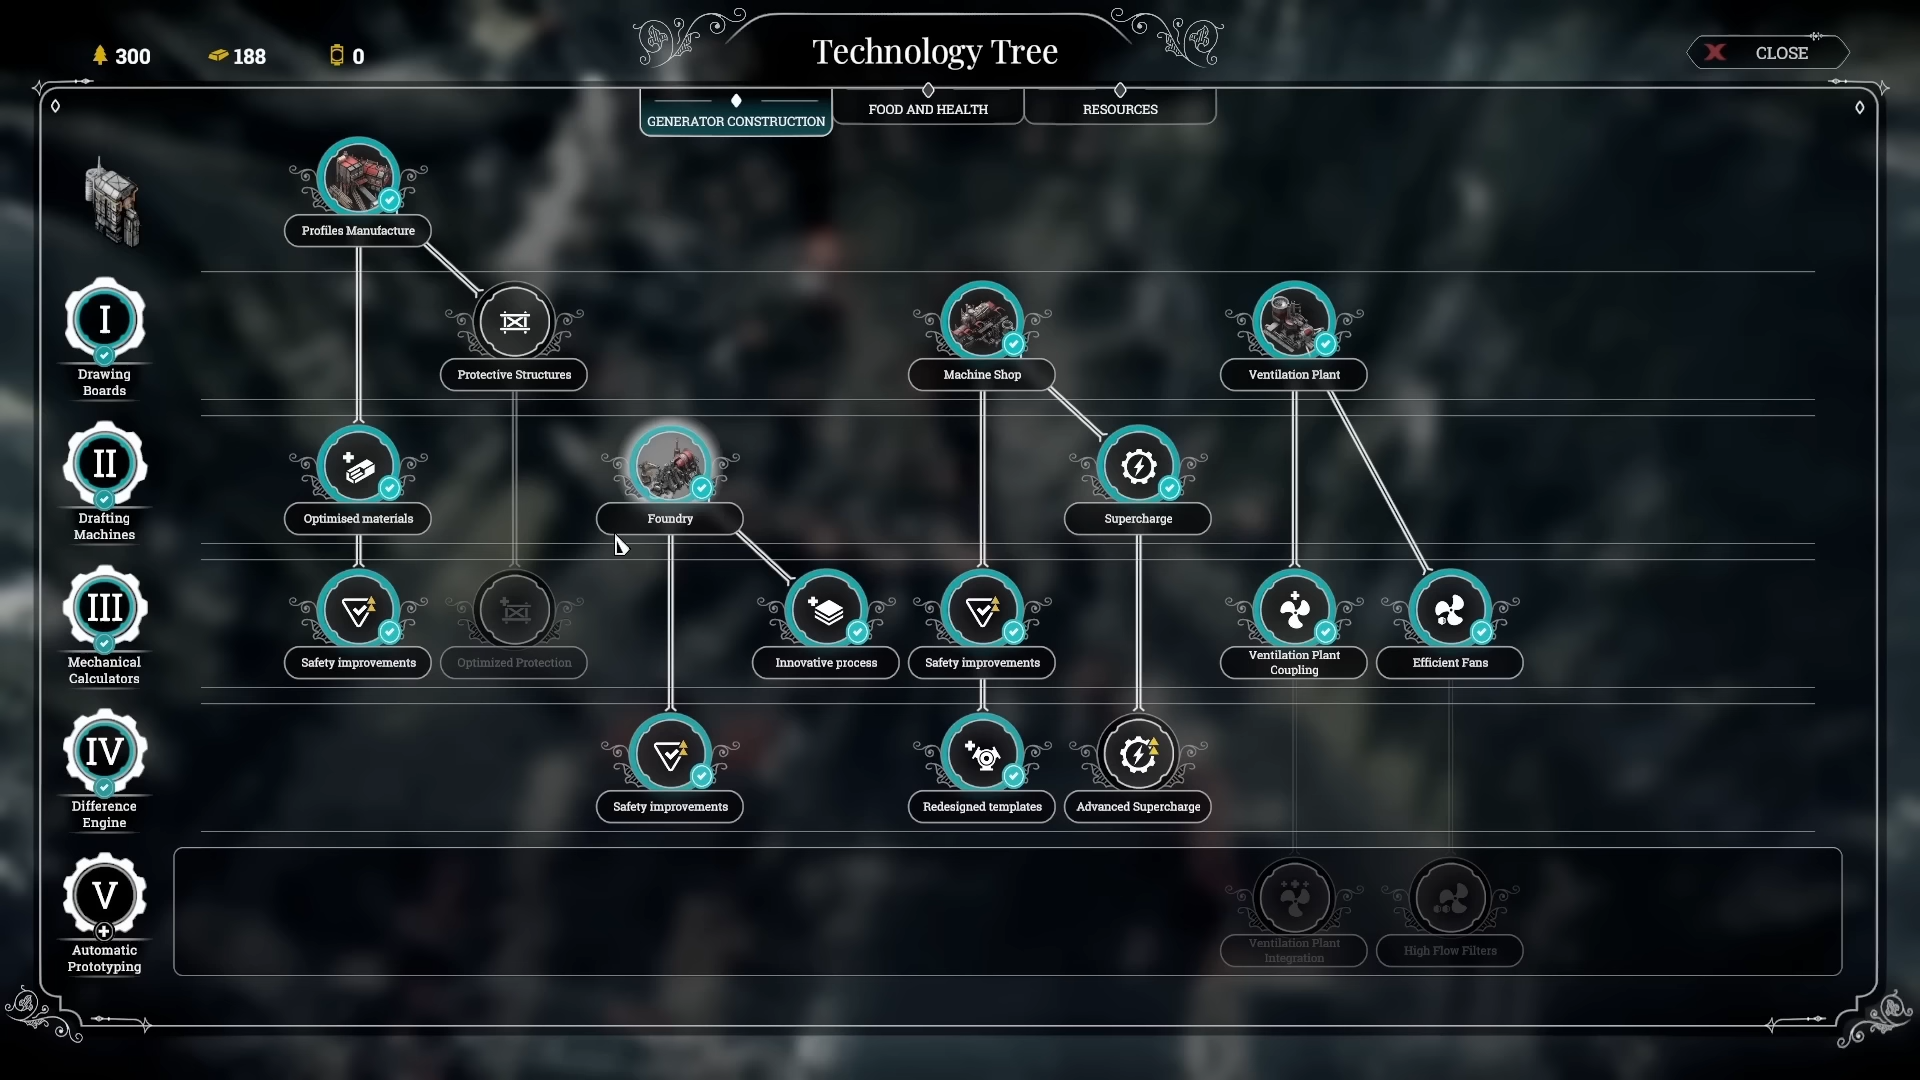 300
188
0
Technology Tree
CLOSE
GENERATOR CONSTRUCTION
FOOD AND HEALTH
RESOURCES
Profiles Manufacture
I
Drawing
Boards
Protective Structures
Machine Shop
Ventilation Plant
II
Drafting
Machines
Optimised materials
Foundry
Supercharge
III
Mechanical
Calculators
Safety improvements
Optimized Protection
Innovative process
Safety improvements
Ventilation Plant
Coupling
Efficient Fans
IV
Difference
Engine
Safety improvements
Redesigned templates
Advanced Supercharge
V
Automatic
Prototyping
Ventilation Plant
Integration
High Flow Filters